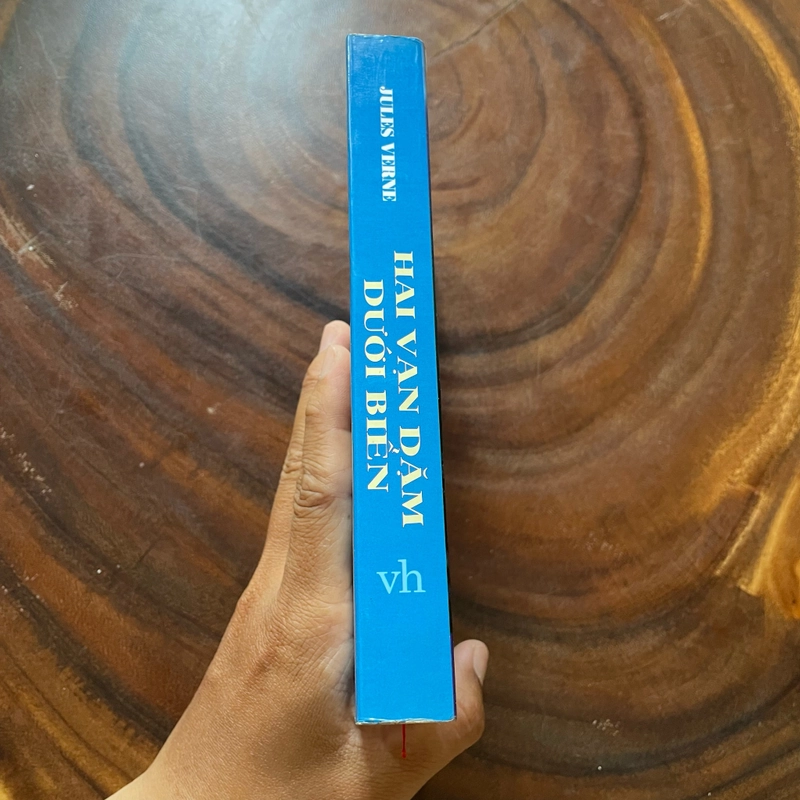 JULES VERNE
HAI VẠN DẶM
DƯỚI BIỂN
vh